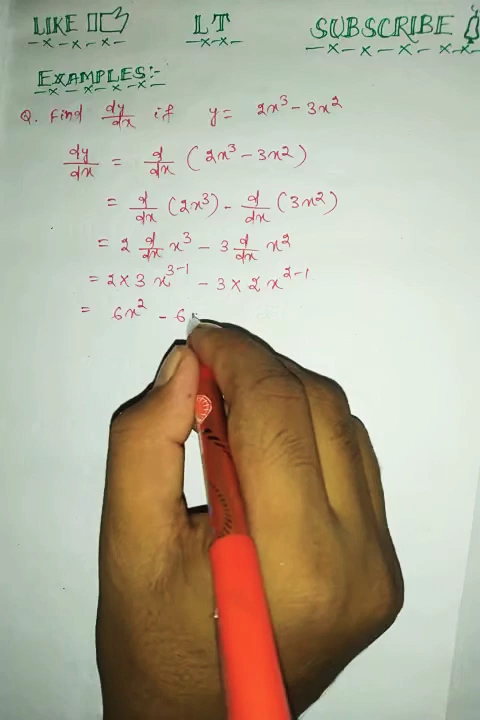 LIKE LT SUBSCRIBE
EXAMPLES:-
Q. Find dy/dx if y = 2x³ - 3x²
dy/dx = d/dx (2x³ - 3x2)
= d/dx (2x³) - d/dx (3x²)
= 2 d/dx x³ - 3 d/dx x²
= 2 × 3 x³⁻¹ - 3 × 2 x²⁻¹
= 6x² - 6